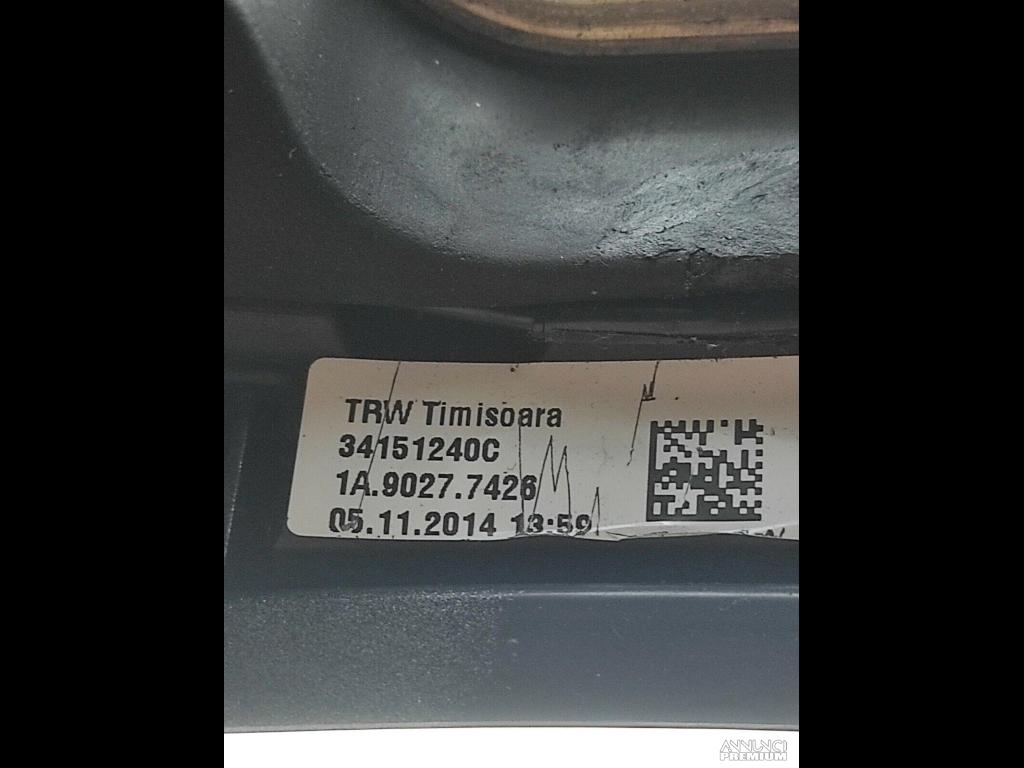 TRW Timisoara
34151240C
1A.9027.7426
05.11.2014 13:59
ANNUNCI
PREMIUM